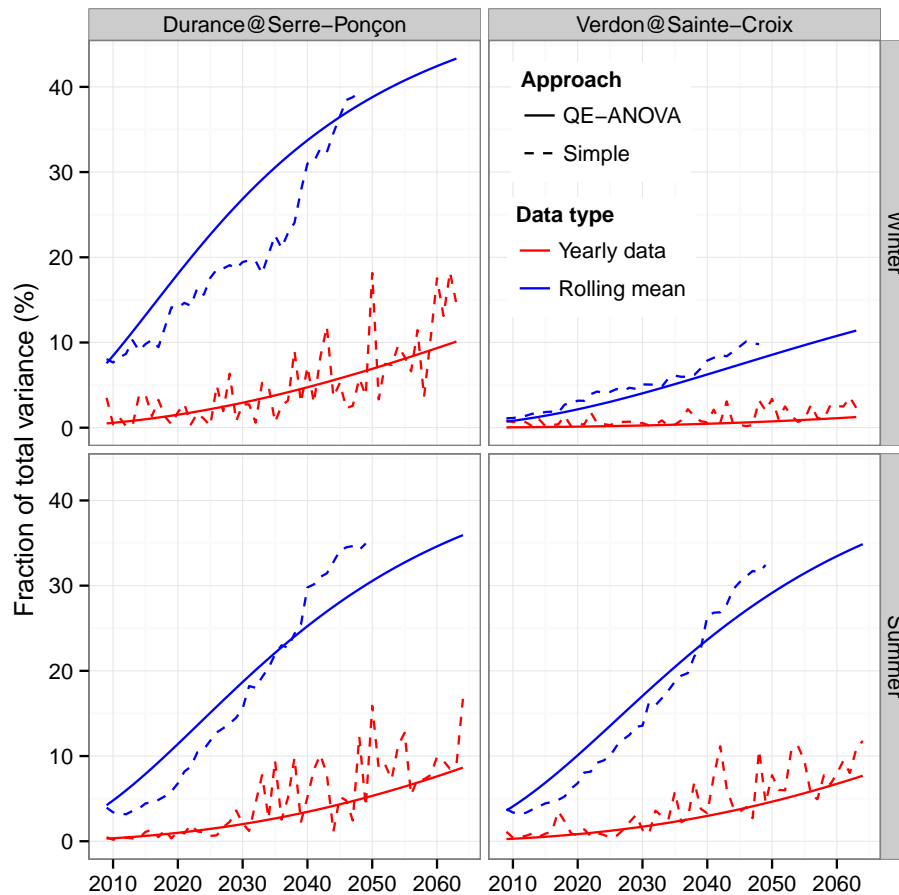 Durance@Serre−Ponçon
Verdon@Sainte−Croix
Fraction of total variance (%)
40
30
20
10
0
Approach
QE−ANOVA
Simple
Data type
Yearly data
Rolling mean
Winter
40
30
20
10
0
Summer
2010 2020 2030 2040 2050 2060
2010 2020 2030 2040 2050 2060